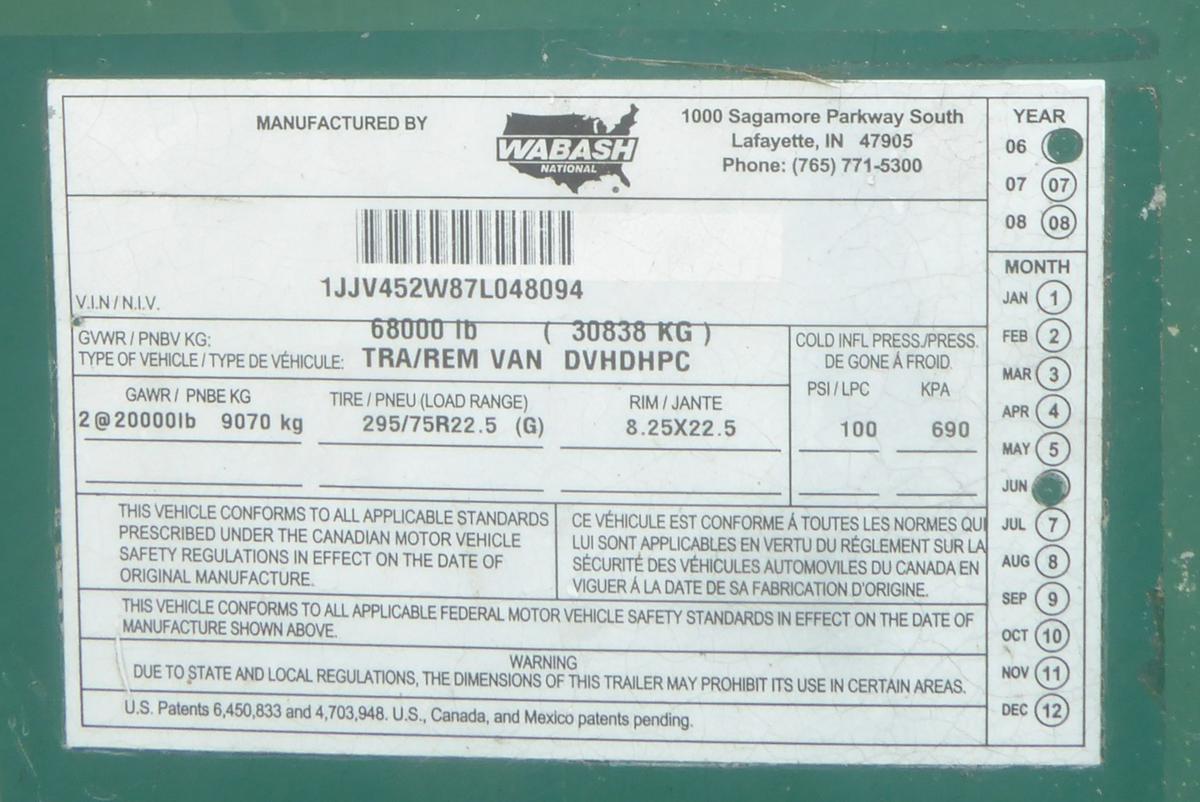 MANUFACTURED BY
WABASH
NATIONAL
1000 Sagamore Parkway South
Lafayette, IN 47905
Phone: (765) 771-5300
YEAR
06
07 07
08 08
1JJV452W87L048094
V.I.N / N.I.V.
GVWR / PNBV KG: 68000 lb ( 30838 KG )
TYPE OF VEHICLE / TYPE DE VÉHICULE: TRA/REM VAN DVHDHPC
COLD INFL PRESS./PRESS.
DE GONE Á FROID.
PSI / LPC KPA
100 690
GAWR / PNBE KG TIRE / PNEU (LOAD RANGE) RIM / JANTE
2@20000lb 9070 kg 295/75R22.5 (G) 8.25X22.5
MONTH
JAN 1
FEB 2
MAR 3
APR 4
MAY 5
JUN
JUL 7
AUG 8
SEP 9
OCT 10
NOV 11
DEC 12
THIS VEHICLE CONFORMS TO ALL APPLICABLE STANDARDS
PRESCRIBED UNDER THE CANADIAN MOTOR VEHICLE
SAFETY REGULATIONS IN EFFECT ON THE DATE OF
ORIGINAL MANUFACTURE.
CE VÉHICULE EST CONFORME Á TOUTES LES NORMES QUI
LUI SONT APPLICABLES EN VERTU DU RÉGLEMENT SUR LA
SÉCURITÉ DES VÉHICULES AUTOMOVILES DU CANADA EN
VIGUER Á LA DATE DE SA FABRICATION D'ORIGINE.
THIS VEHICLE CONFORMS TO ALL APPLICABLE FEDERAL MOTOR VEHICLE SAFETY STANDARDS IN EFFECT ON THE DATE OF
MANUFACTURE SHOWN ABOVE.
WARNING
DUE TO STATE AND LOCAL REGULATIONS, THE DIMENSIONS OF THIS TRAILER MAY PROHIBIT ITS USE IN CERTAIN AREAS.
U.S. Patents 6,450,833 and 4,703,948. U.S., Canada, and Mexico patents pending.